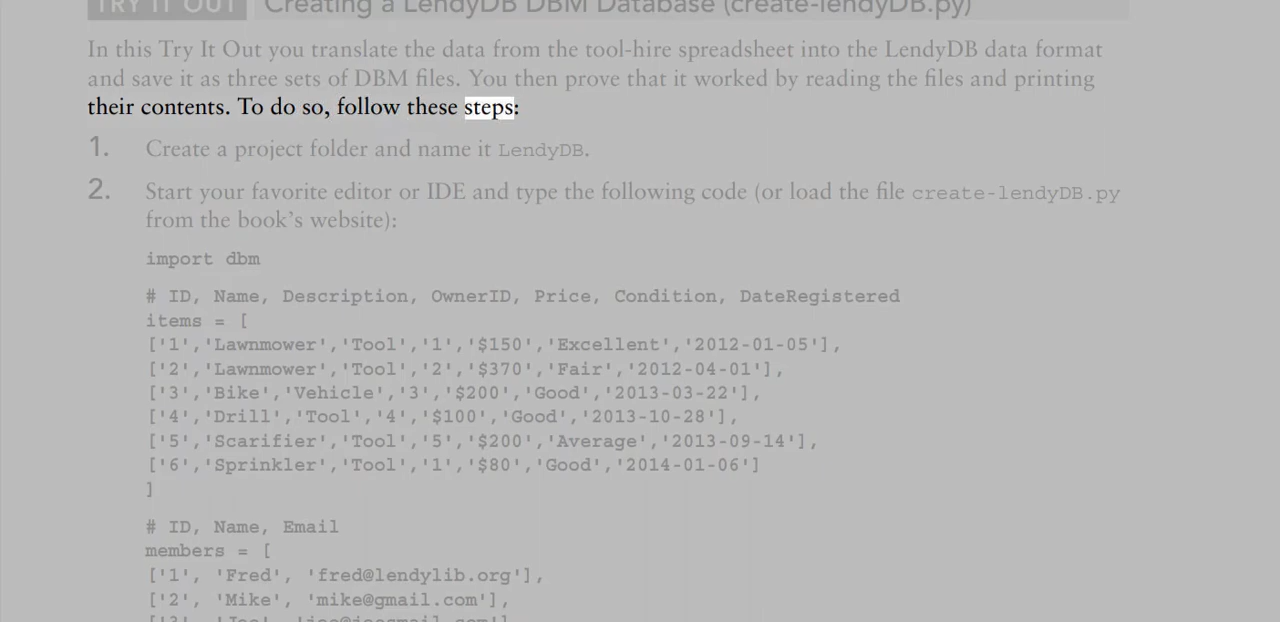 TRY IT OUT Creating a LendyDB DBM Database (create-lendyDB.py)
In this Try It Out you translate the data from the tool-hire spreadsheet into the LendyDB data format
and save it as three sets of DBM files. You then prove that it worked by reading the files and printing
their contents. To do so, follow these steps:
1. Create a project folder and name it LendyDB.
2. Start your favorite editor or IDE and type the following code (or load the file create-lendyDB.py
from the book's website):
import dbm
# ID, Name, Description, OwnerID, Price, Condition, DateRegistered
items = [
['1','Lawnmower','Tool','1','$150','Excellent','2012-01-05'],
['2','Lawnmower','Tool','2','$370','Fair','2012-04-01'],
['3','Bike','Vehicle','3','$200','Good','2013-03-22'],
['4','Drill','Tool','4','$100','Good','2013-10-28'],
['5','Scarifier','Tool','5','$200','Average','2013-09-14'],
['6','Sprinkler','Tool','1','$80','Good','2014-01-06']
]
# ID, Name, Email
members = [
['1', 'Fred', 'fred@lendylib.org'],
['2', 'Mike', 'mike@gmail.com'],